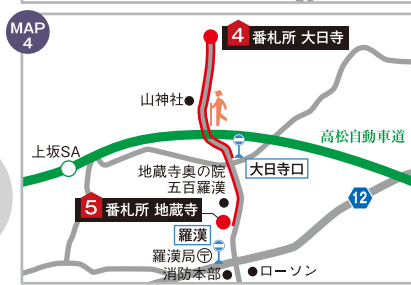 MAP
4
4 番札所 大日寺
山神社
高松自動車道
上坂SA
大日寺口
地蔵寺奥の院
五百羅漢
12
5 番札所 地蔵寺
羅漢
羅漢局〒
消防本部
ローソン